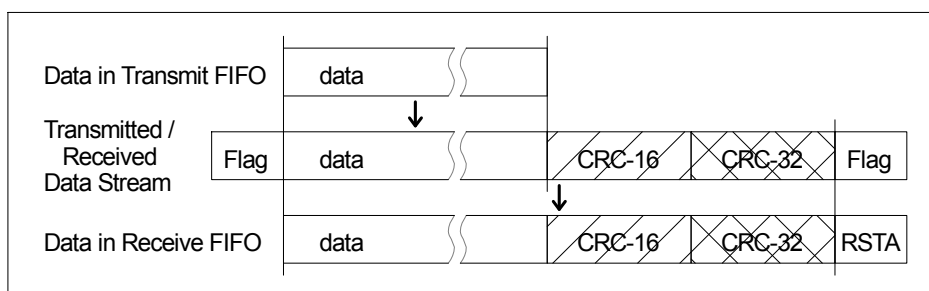 Data in Transmit FIFO data
Transmitted /
Received
Data Stream
Flag data CRC-16 CRC-32 Flag
Data in Receive FIFO data CRC-16 CRC-32 RSTA